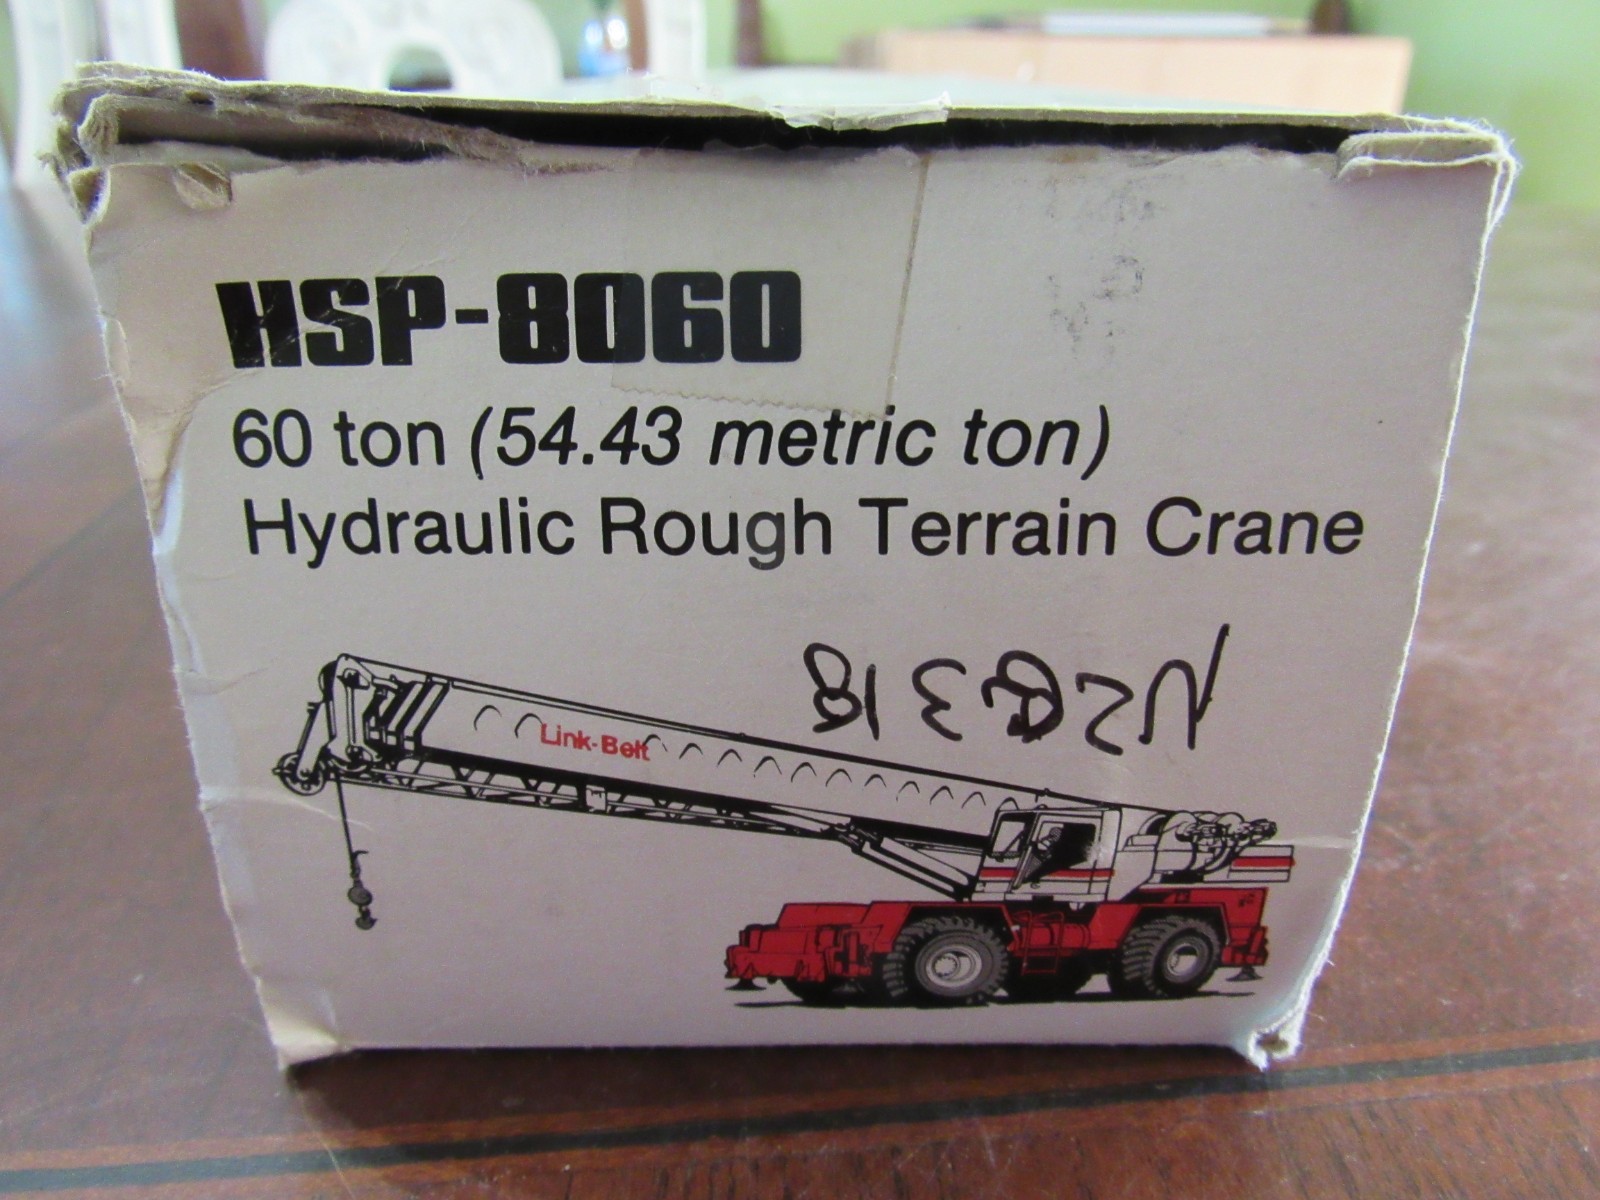 HSP-8060
60 ton (54.43 metric ton)
Hydraulic Rough Terrain Crane
Link-Belt